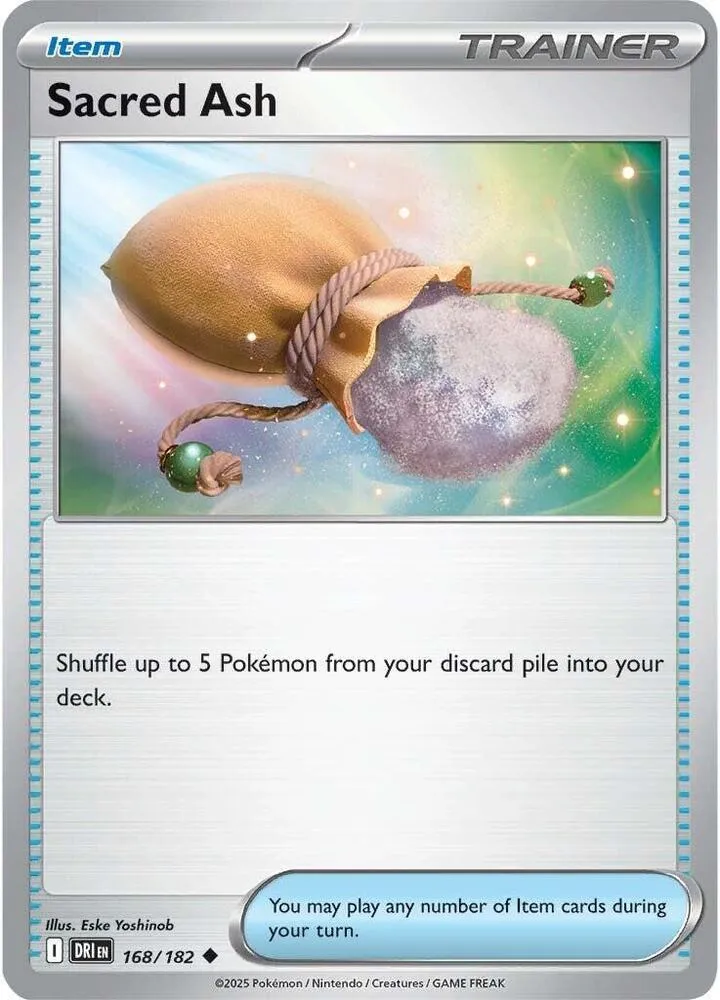 Item
TRAINER
Sacred Ash
Shuffle up to 5 Pokémon from your discard pile into your
deck.
You may play any number of Item cards during
your turn.
Illus. Eske Yoshinob
I DRI EN 168/182
©2025 Pokémon / Nintendo / Creatures / GAME FREAK